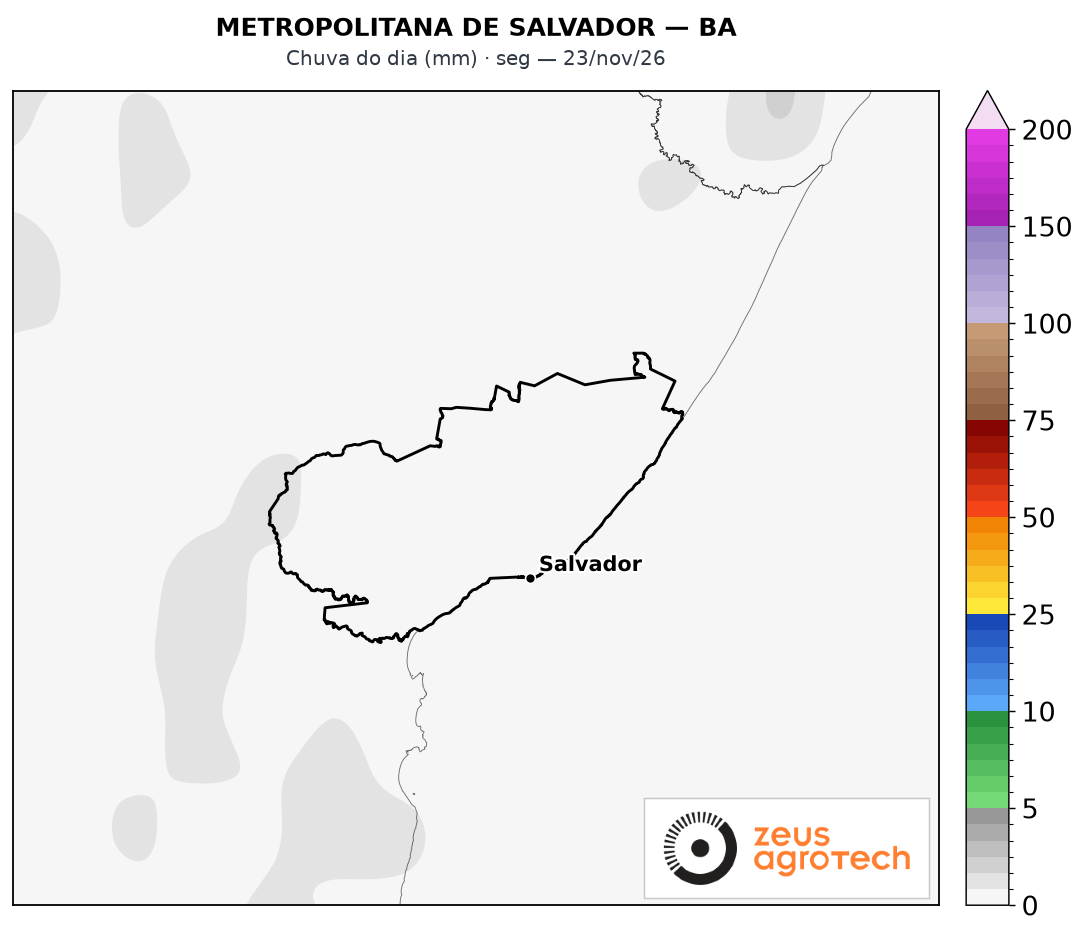 METROPOLITANA DE SALVADOR — BA
Chuva do dia (mm) · seg — 23/nov/26
200
150
100
75
50
25
10
5
0
Salvador
zeus
agrotech